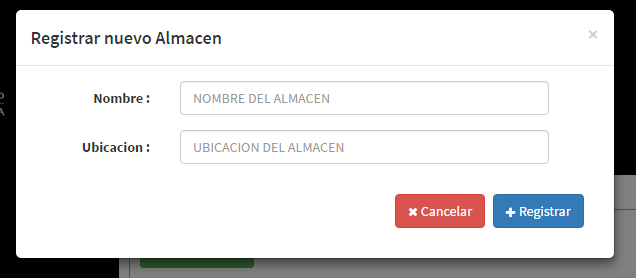 Registrar nuevo Almacen ×
Nombre : NOMBRE DEL ALMACEN
Ubicacion : UBICACION DEL ALMACEN
Cancelar Registrar